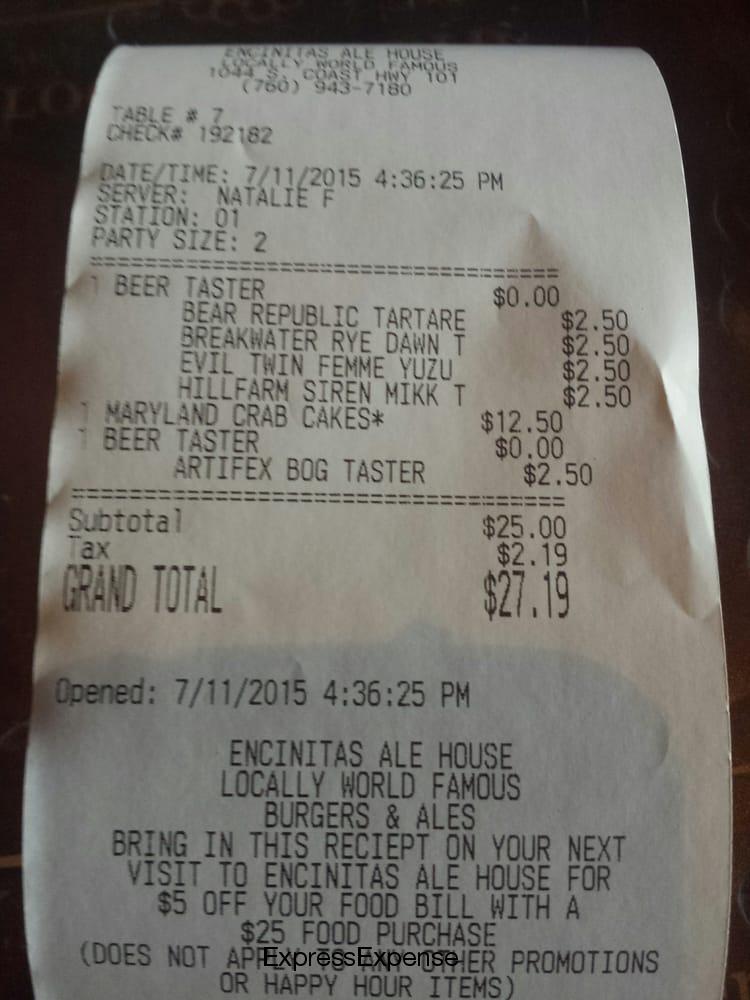 ENCINITAS ALE HOUSE
LOCALLY WORLD FAMOUS
1044 S. COAST HWY 101
(760) 943-7180
TABLE # 7
CHECK# 192182
DATE/TIME: 7/11/2015 4:36:25 PM
SERVER: NATALIE F
STATION: 01
PARTY SIZE: 2
1 BEER TASTER $0.00
BEAR REPUBLIC TARTARE $2.50
BREAKWATER RYE DAWN T $2.50
EVIL TWIN FEMME YUZU $2.50
HILLFARM SIREN MIKK T $2.50
1 MARYLAND CRAB CAKES* $12.50
1 BEER TASTER $0.00
ARTIFEX BOG TASTER $2.50
Subtotal $25.00
Tax $2.19
GRAND TOTAL $27.19
Opened: 7/11/2015 4:36:25 PM
ENCINITAS ALE HOUSE
LOCALLY WORLD FAMOUS
BURGERS & ALES
BRING IN THIS RECIEPT ON YOUR NEXT
VISIT TO ENCINITAS ALE HOUSE FOR
$5 OFF YOUR FOOD BILL WITH A
$25 FOOD PURCHASE
(DOES NOT APPLY TO ANY OTHER PROMOTIONS
ExpressExpense
OR HAPPY HOUR ITEMS)